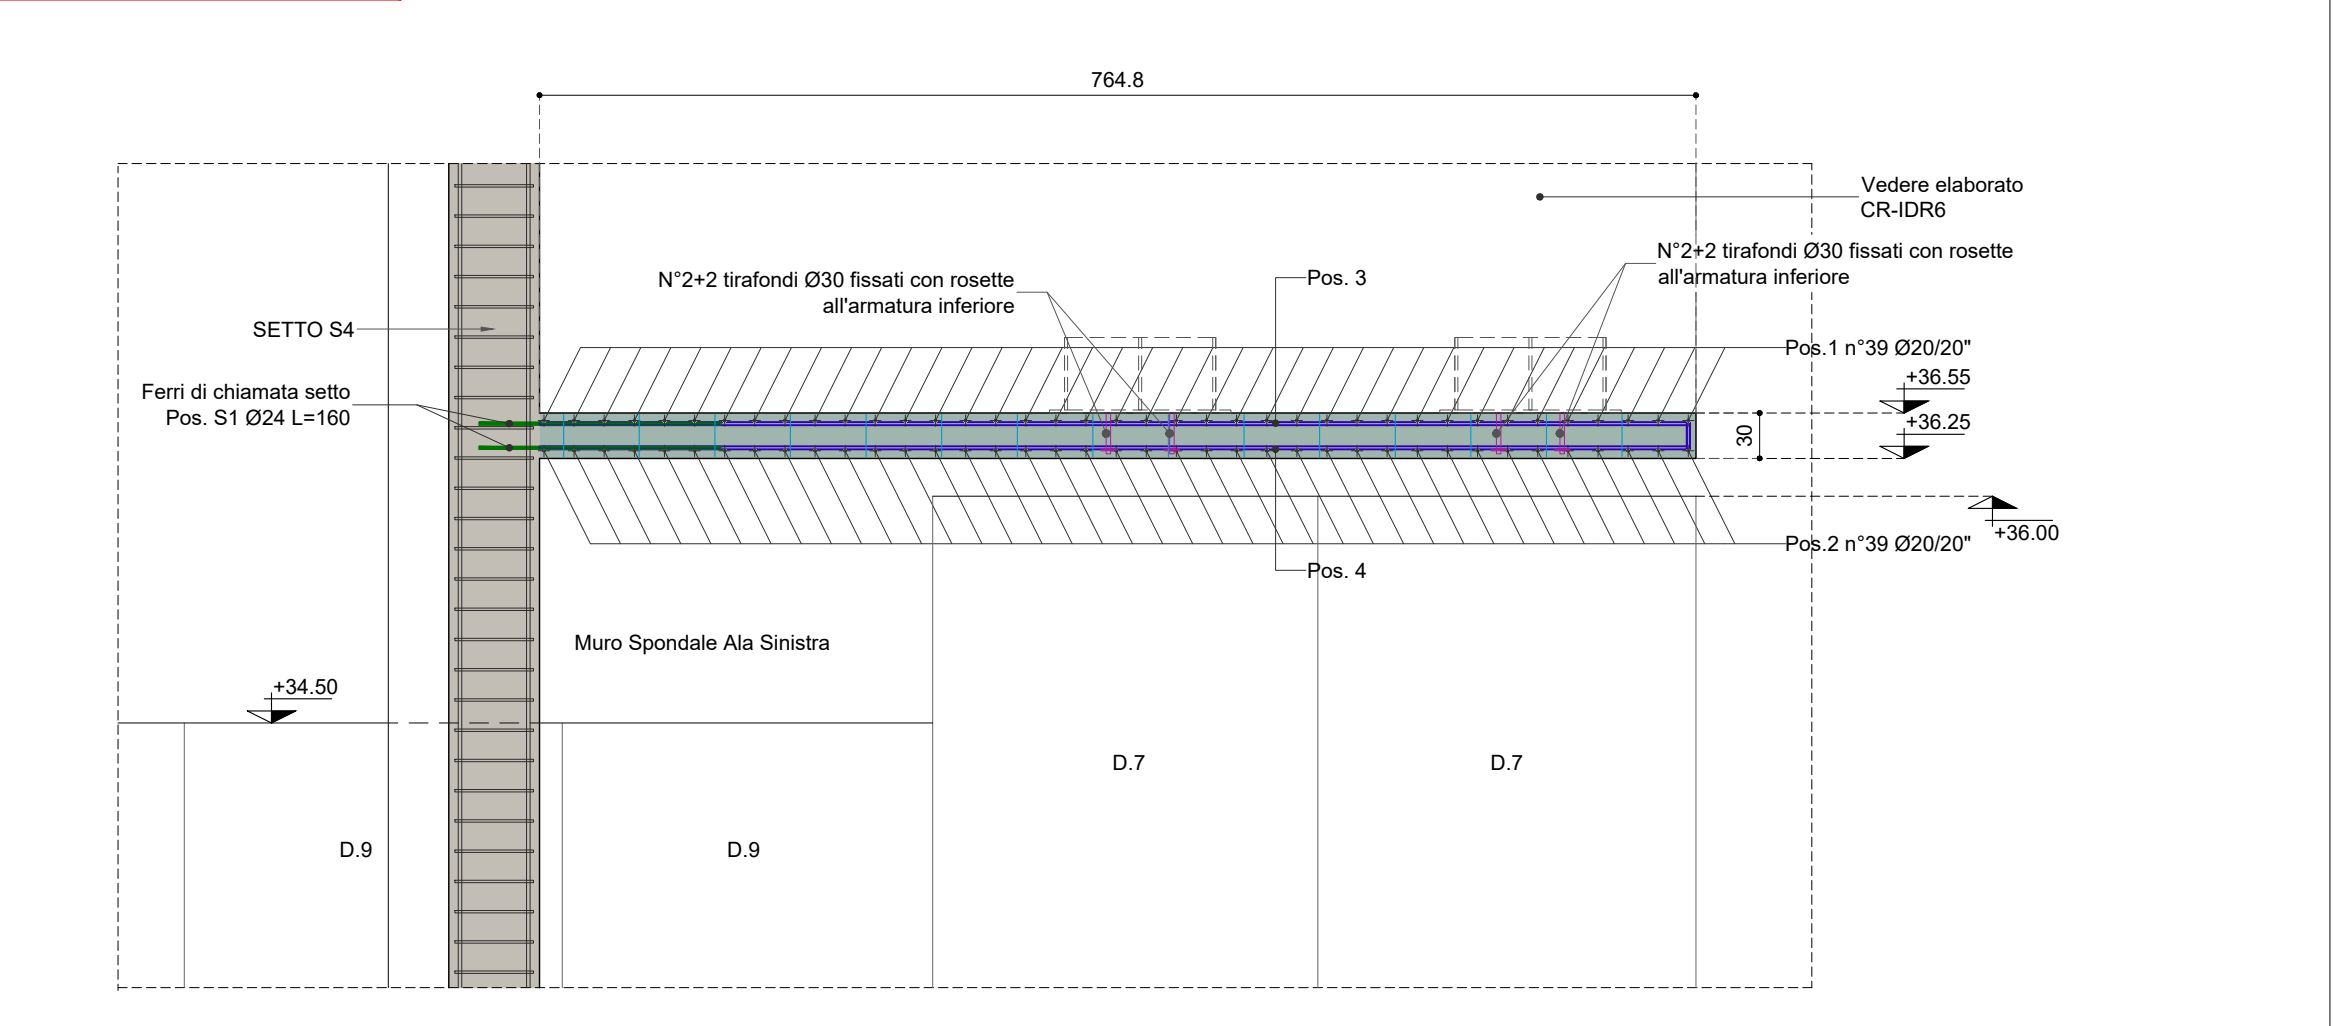 764.8
Vedere elaborato
CR-IDR6
N°2+2 tirafondi Ø30 fissati con rosette
all'armatura inferiore
N°2+2 tirafondi Ø30 fissati con rosette
all'armatura inferiore
Pos. 3
SETTO S4
Pos.1 n°39 Ø20/20"
+36.55
Ferri di chiamata setto
Pos. S1 Ø24 L=160
+36.25
30
+36.00
Pos.2 n°39 Ø20/20"
Pos. 4
Muro Spondale Ala Sinistra
+34.50
D.7
D.7
D.9
D.9